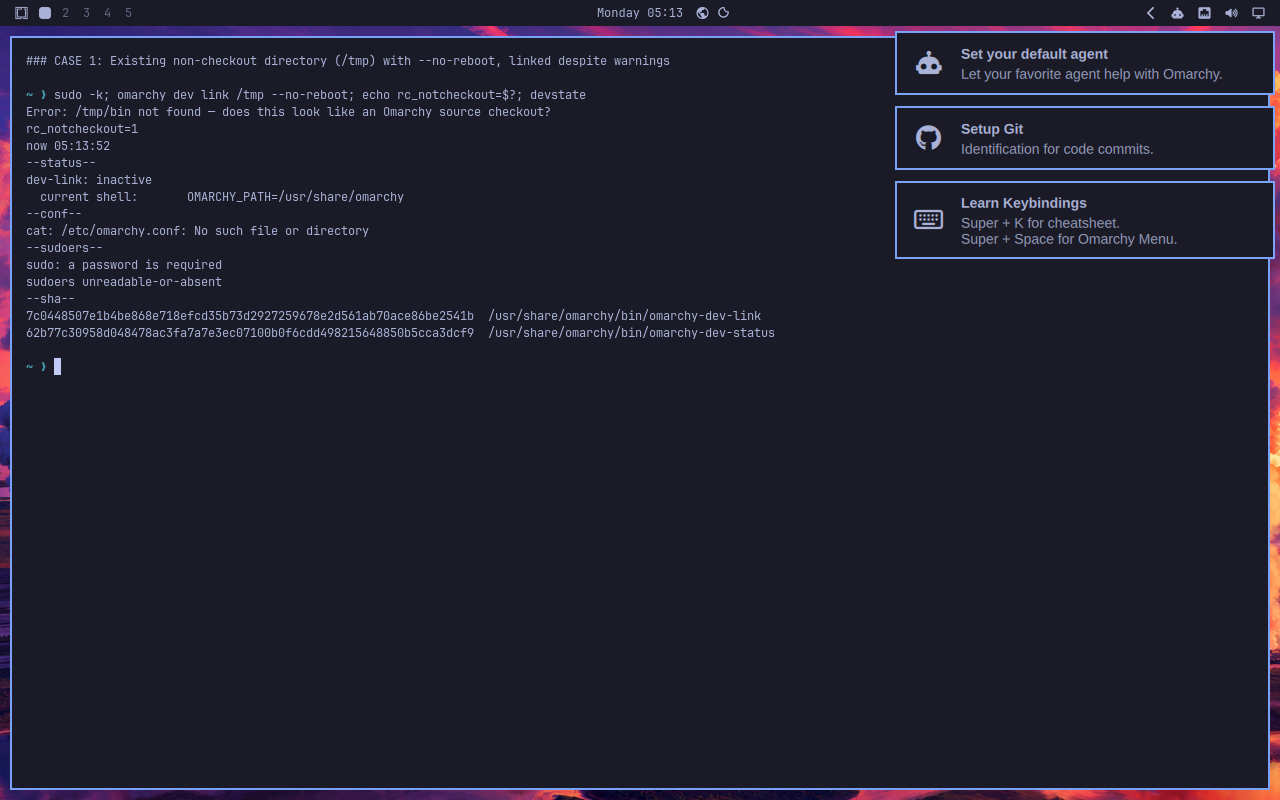 2 3 4 5
Monday 05:13
### CASE 1: Existing non-checkout directory (/tmp) with --no-reboot, linked despite warnings
~ ❯ sudo -k; omarchy dev link /tmp --no-reboot; echo rc_notcheckout=$?; devstate
Error: /tmp/bin not found — does this look like an Omarchy source checkout?
rc_notcheckout=1
now 05:13:52
--status--
dev-link: inactive
  current shell:       OMARCHY_PATH=/usr/share/omarchy
--conf--
cat: /etc/omarchy.conf: No such file or directory
--sudoers--
sudo: a password is required
sudoers unreadable-or-absent
--sha--
7c0448507e1b4be868e718efcd35b73d2927259678e2d561ab70ace86be2541b  /usr/share/omarchy/bin/omarchy-dev-link
62b77c30958d048478ac3fa7a7e3ec07100b0f6cdd498215648850b5cca3dcf9  /usr/share/omarchy/bin/omarchy-dev-status
~ ❯
Set your default agent
Let your favorite agent help with Omarchy.
Setup Git
Identification for code commits.
Learn Keybindings
Super + K for cheatsheet.
Super + Space for Omarchy Menu.